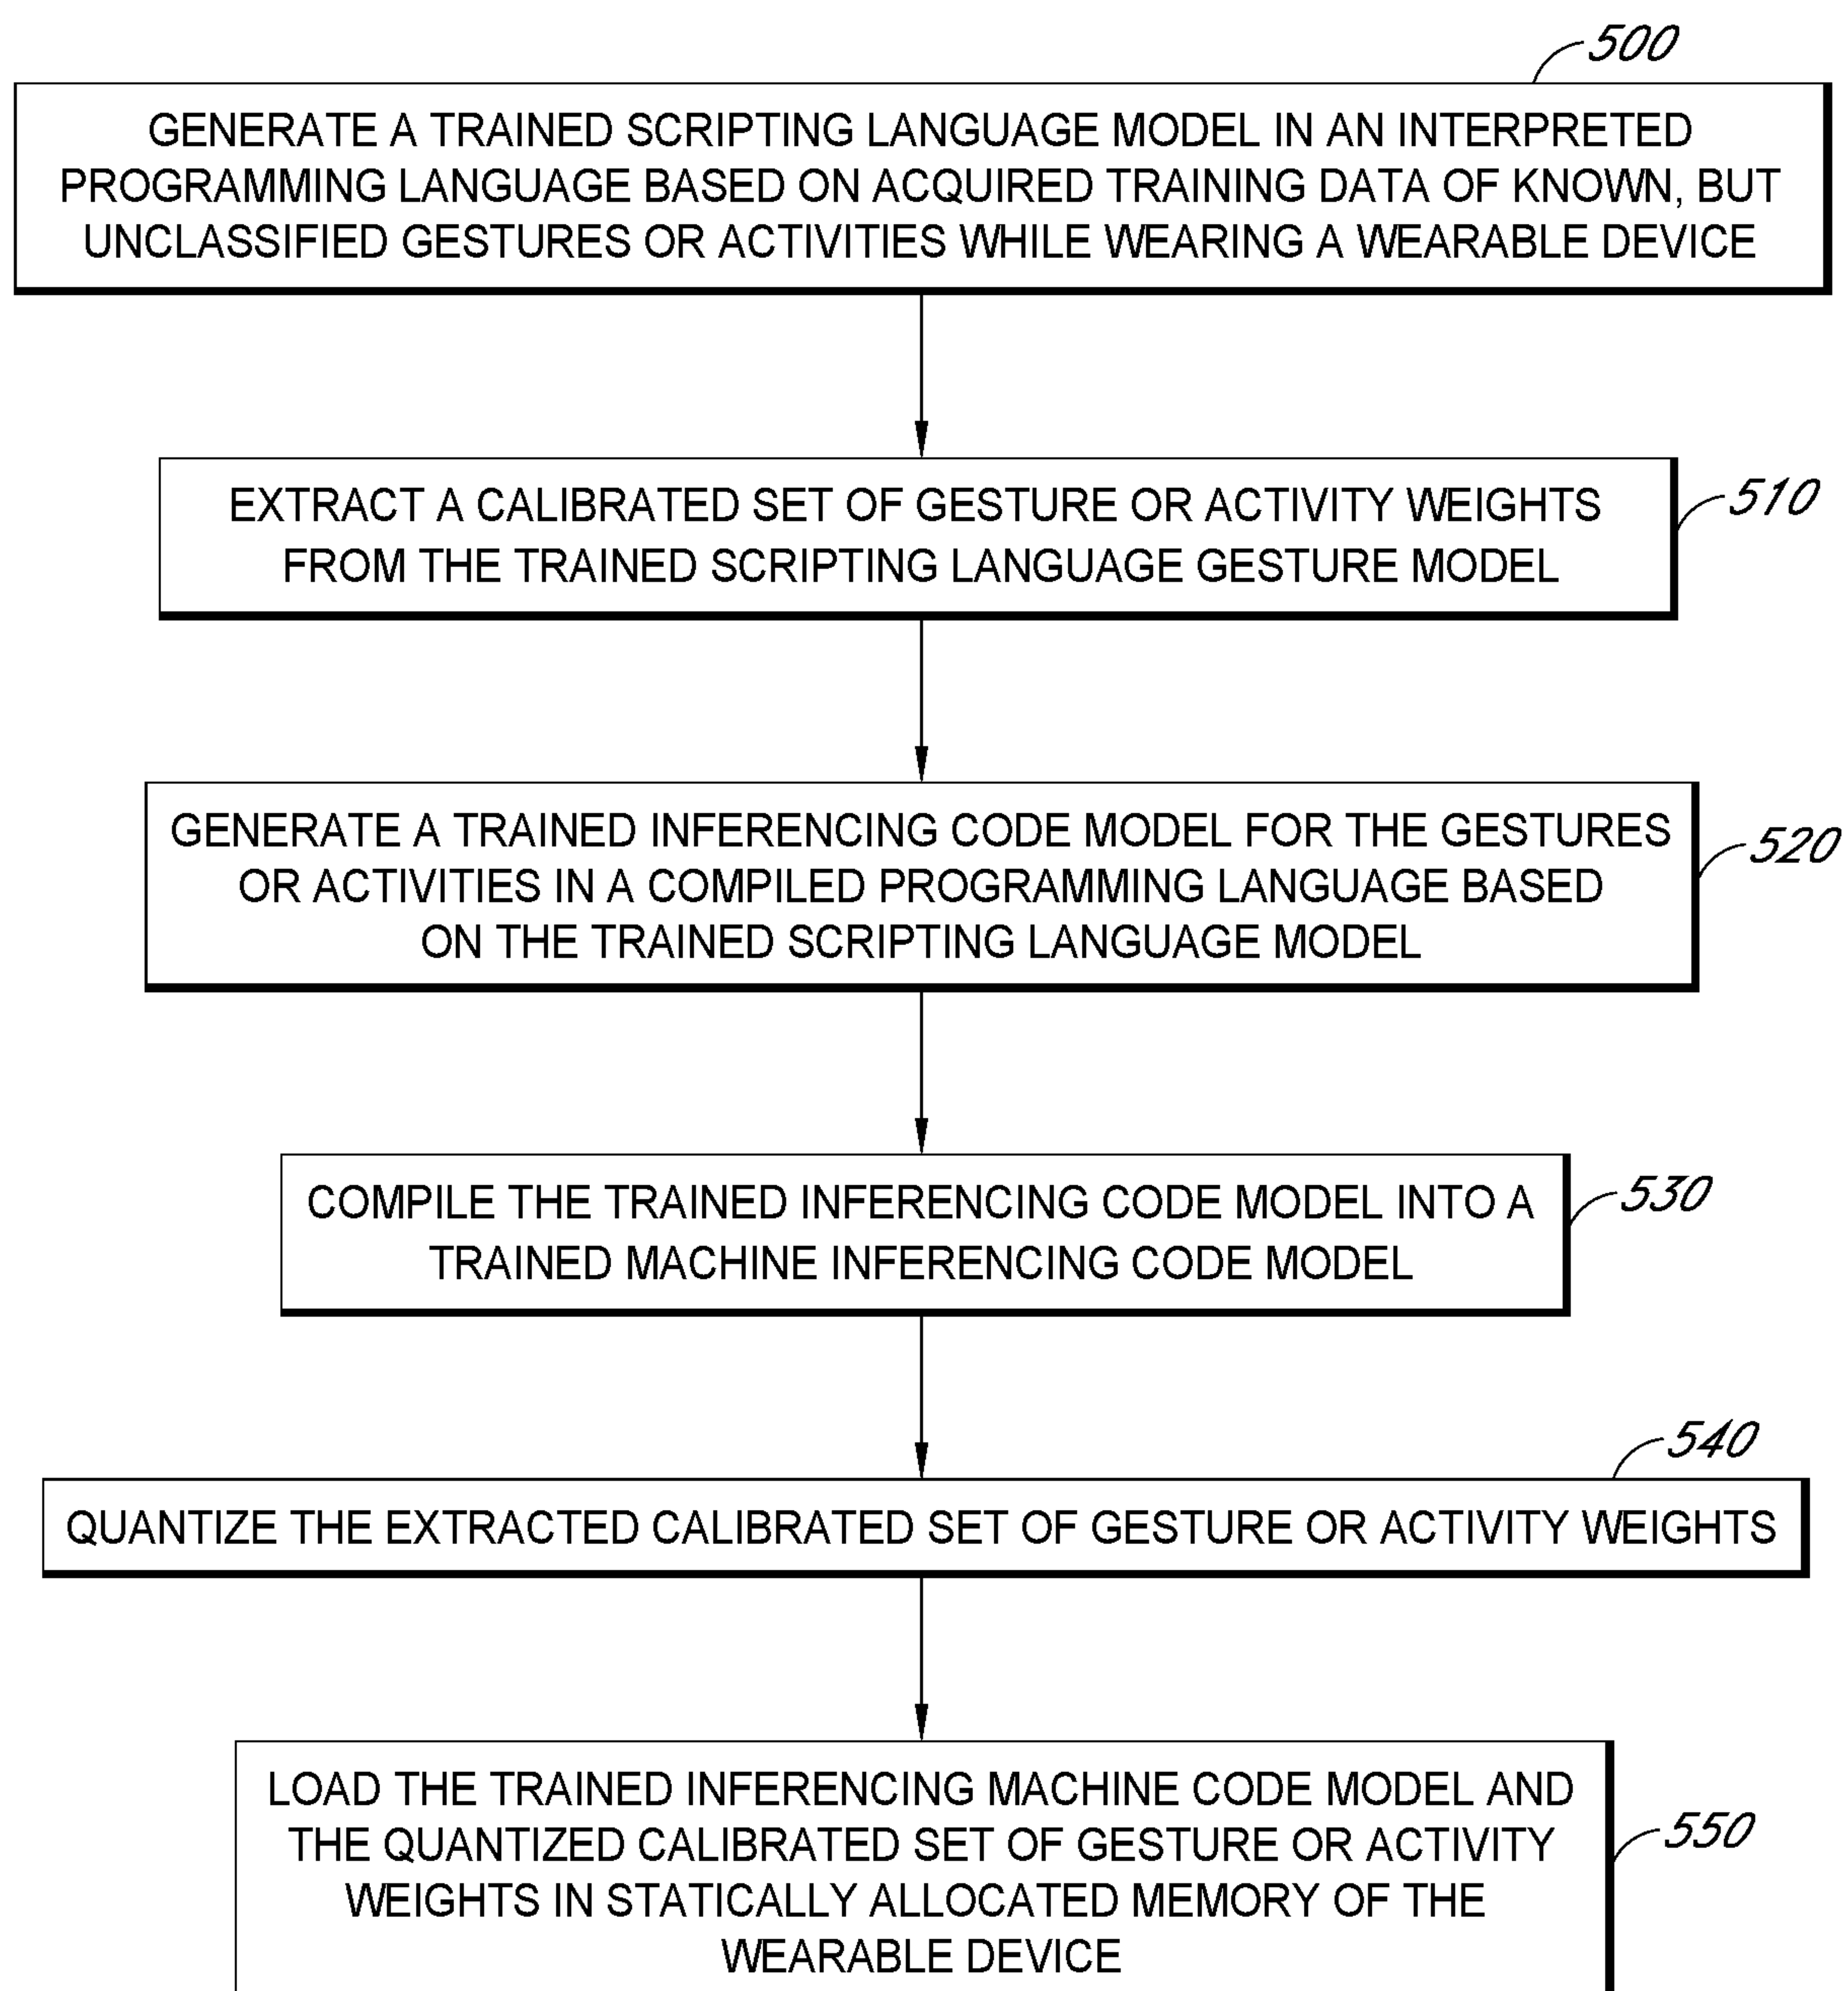 500
GENERATE A TRAINED SCRIPTING LANGUAGE MODEL IN AN INTERPRETED
PROGRAMMING LANGUAGE BASED ON ACQUIRED TRAINING DATA OF KNOWN, BUT
UNCLASSIFIED GESTURES OR ACTIVITIES WHILE WEARING A WEARABLE DEVICE
EXTRACT A CALIBRATED SET OF GESTURE OR ACTIVITY WEIGHTS
FROM THE TRAINED SCRIPTING LANGUAGE GESTURE MODEL
510
GENERATE A TRAINED INFERENCING CODE MODEL FOR THE GESTURES
OR ACTIVITIES IN A COMPILED PROGRAMMING LANGUAGE BASED
ON THE TRAINED SCRIPTING LANGUAGE MODEL
520
COMPILE THE TRAINED INFERENCING CODE MODEL INTO A
TRAINED MACHINE INFERENCING CODE MODEL
530
540
QUANTIZE THE EXTRACTED CALIBRATED SET OF GESTURE OR ACTIVITY WEIGHTS
LOAD THE TRAINED INFERENCING MACHINE CODE MODEL AND
THE QUANTIZED CALIBRATED SET OF GESTURE OR ACTIVITY
WEIGHTS IN STATICALLY ALLOCATED MEMORY OF THE
WEARABLE DEVICE
550